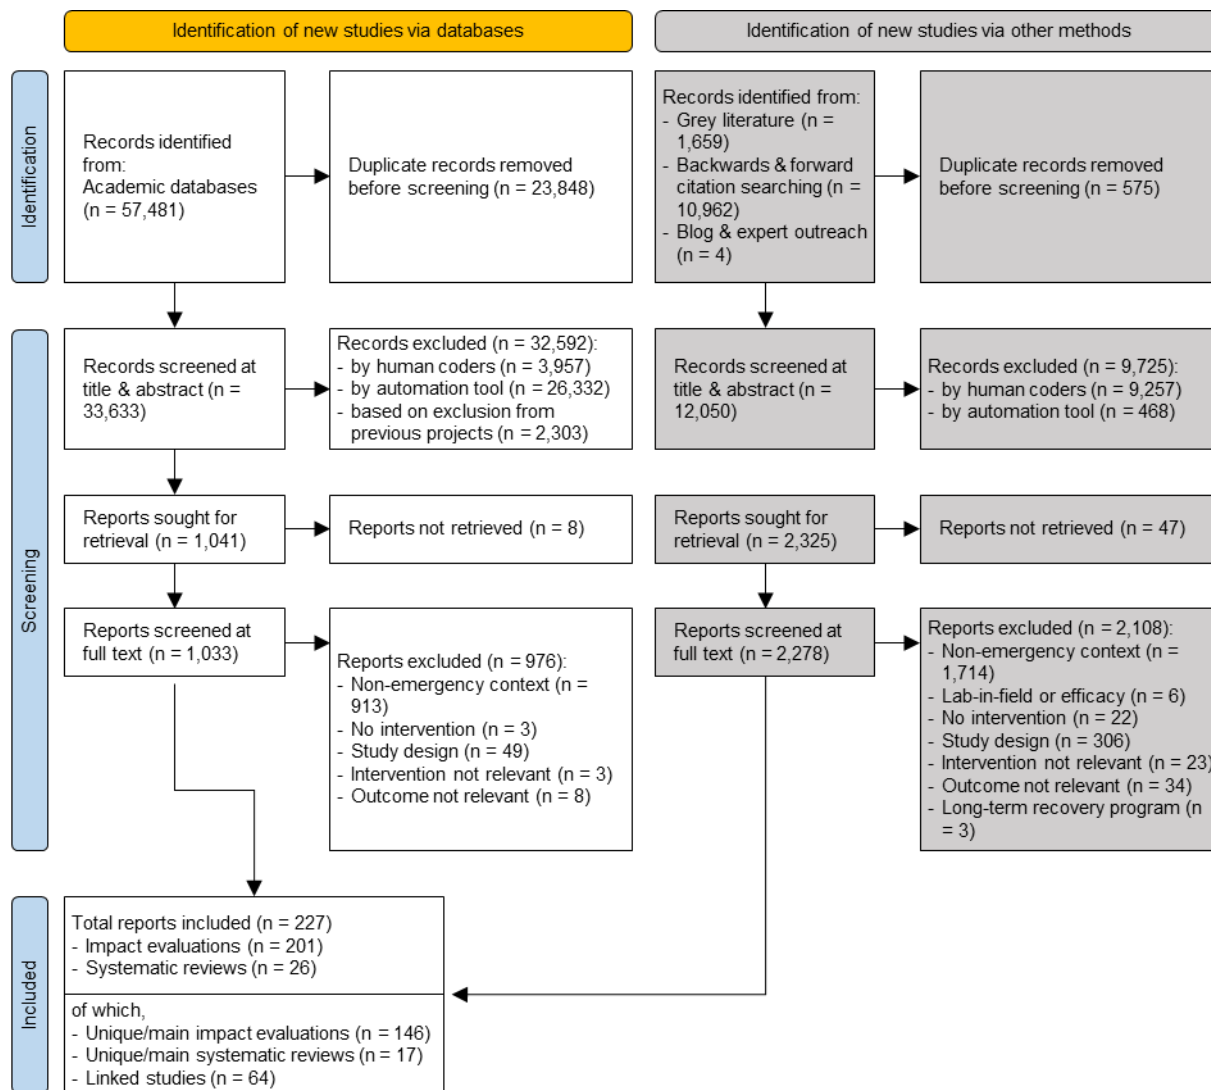 Identification of new studies via databases
Identification of new studies via other methods
Identification
Records identified
from:
Academic databases
(n = 57,481)
Duplicate records removed
before screening (n = 23,848)
Records identified from:
- Grey literature (n =
1,659)
- Backwards & forward
citation searching (n =
10,962)
- Blog & expert outreach
(n = 4)
Duplicate records removed
before screening (n = 575)
Screening
Records screened at
title & abstract (n =
33,633)
Records excluded (n = 32,592):
- by human coders (n = 3,957)
- by automation tool (n = 26,332)
- based on exclusion from
previous projects (n = 2,303)
Records screened at
title & abstract (n =
12,050)
Records excluded (n = 9,725):
- by human coders (n = 9,257)
- by automation tool (n = 468)
Reports sought for
retrieval (n = 1,041)
Reports not retrieved (n = 8)
Reports sought for
retrieval (n = 2,325)
Reports not retrieved (n = 47)
Reports screened at
full text (n = 1,033)
Reports excluded (n = 976):
- Non-emergency context (n =
913)
- No intervention (n = 3)
- Study design (n = 49)
- Intervention not relevant (n = 3)
- Outcome not relevant (n = 8)
Reports screened at
full text (n = 2,278)
Reports excluded (n = 2,108):
- Non-emergency context (n =
1,714)
- Lab-in-field or efficacy (n = 6)
- No intervention (n = 22)
- Study design (n = 306)
- Intervention not relevant (n = 23)
- Outcome not relevant (n = 34)
- Long-term recovery program (n
= 3)
Included
Total reports included (n = 227)
- Impact evaluations (n = 201)
- Systematic reviews (n = 26)
of which,
- Unique/main impact evaluations (n = 146)
- Unique/main systematic reviews (n = 17)
- Linked studies (n = 64)